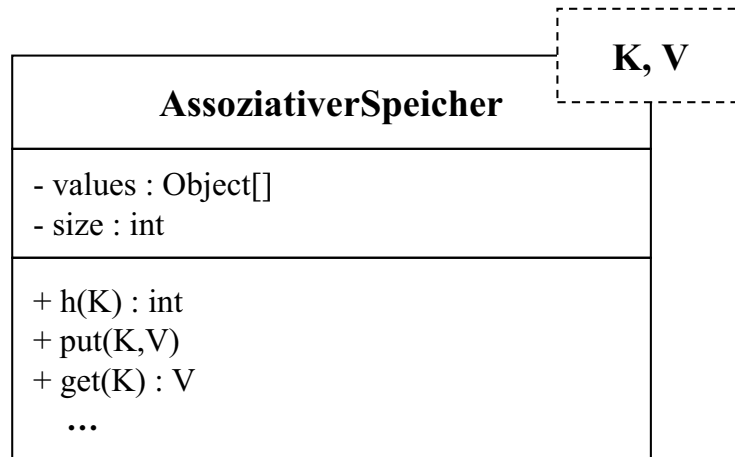 K, V
AssoziativerSpeicher
- values : Object[]
- size : int
+ h(K) : int
+ put(K,V)
+ get(K) : V
...